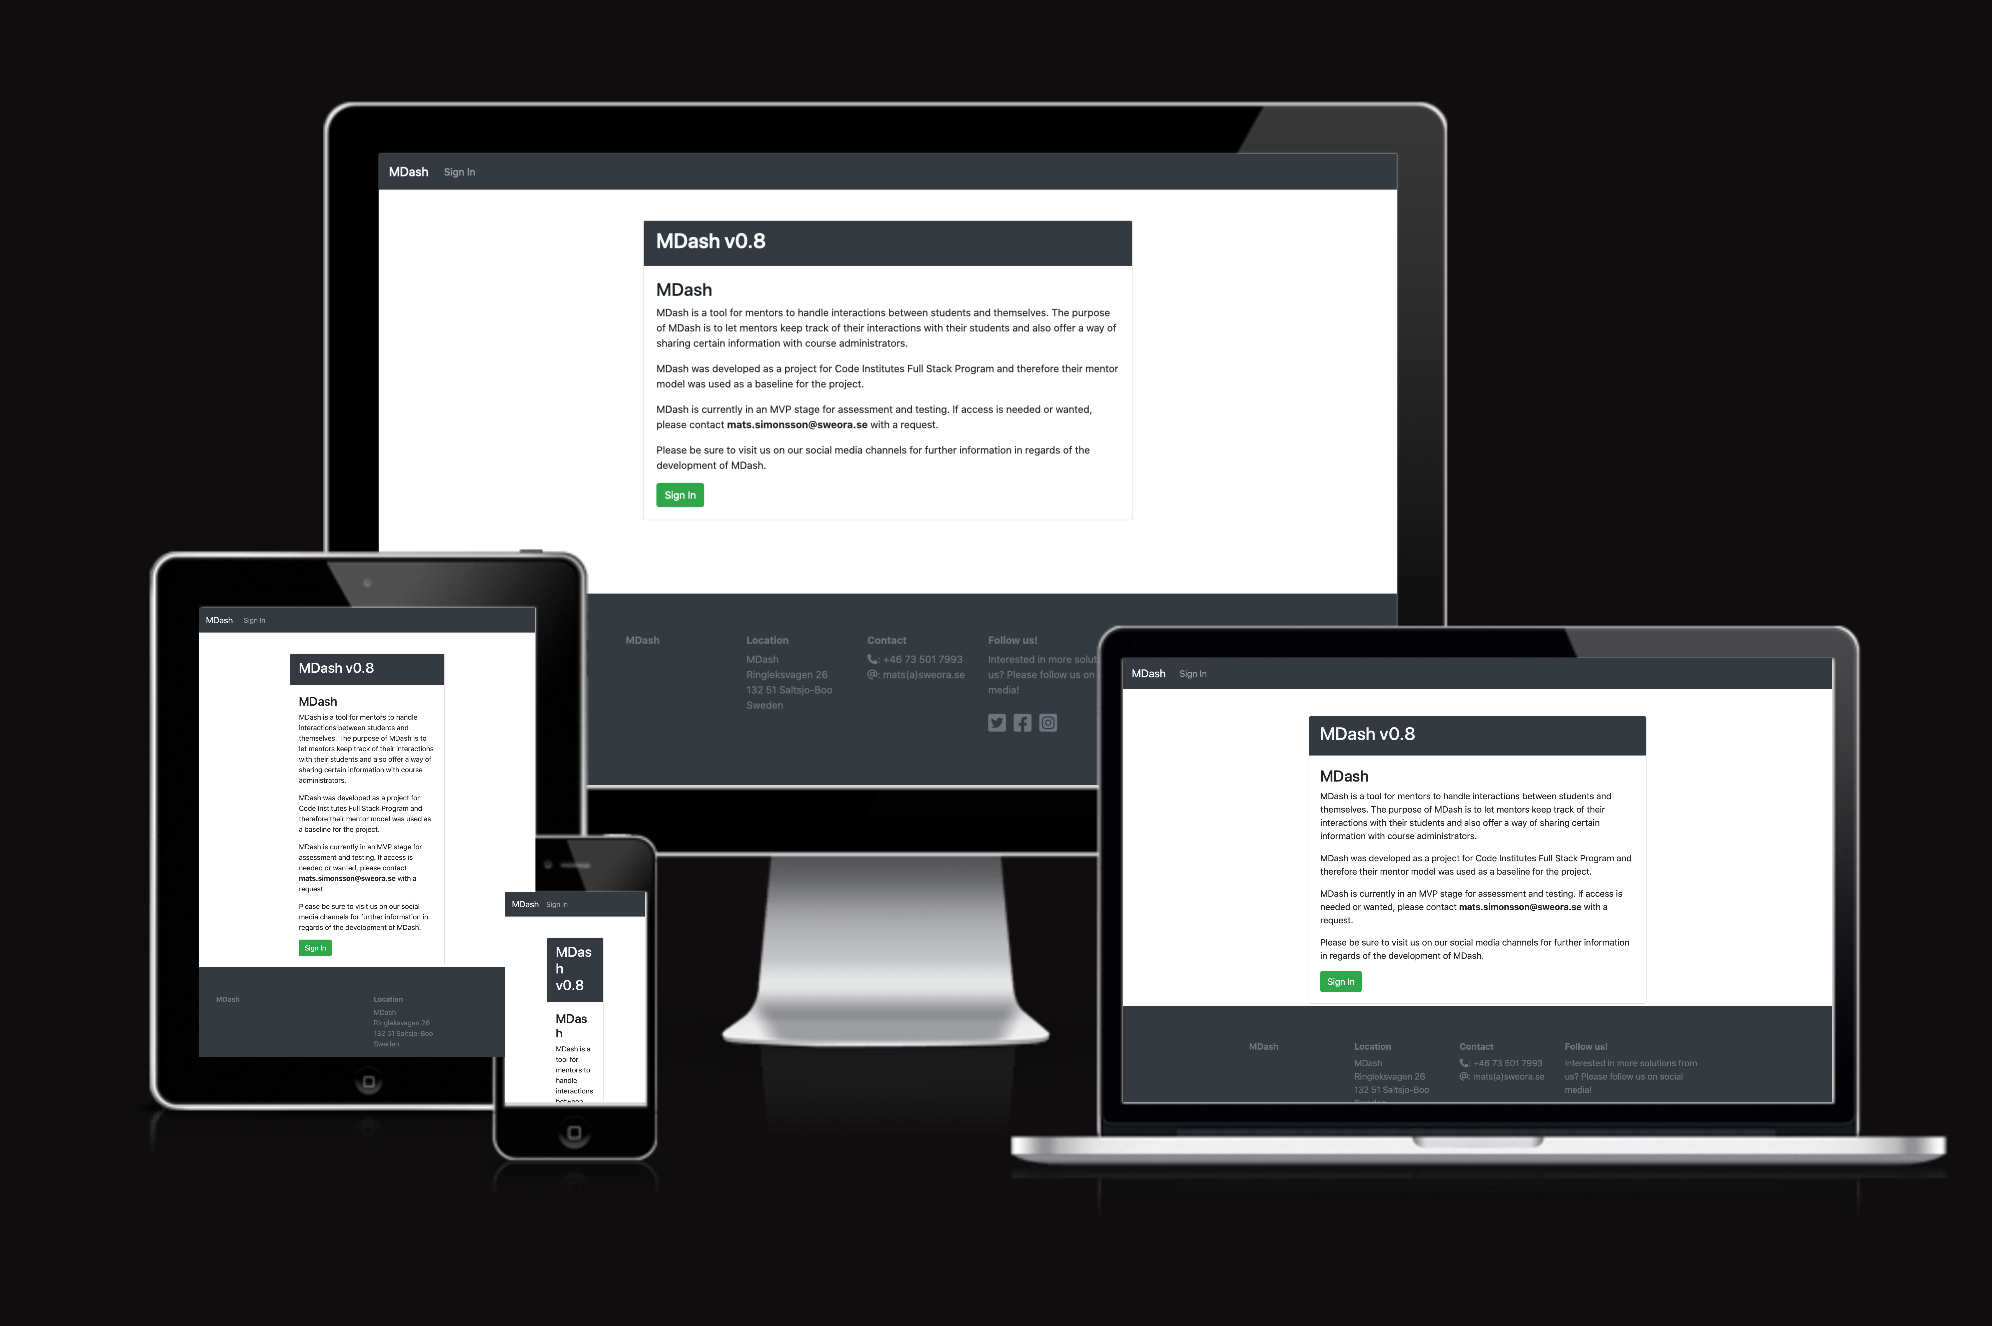 MDash Sign In
MDash v0.8
MDash
MDash is a tool for mentors to handle interactions between students and themselves. The purpose
of MDash is to let mentors keep track of their interactions with their students and also offer a way of
sharing certain information with course administrators.
MDash was developed as a project for Code Institutes Full Stack Program and therefore their mentor
model was used as a baseline for the project.
MDash is currently in an MVP stage for assessment and testing. If access is needed or wanted,
please contact mats.simonsson@sweora.se with a request.
Please be sure to visit us on our social media channels for further information in regards of the
development of MDash.
Sign In
MDash
Location
MDash
Ringleksvagen 26
132 51 Saltsjo-Boo
Sweden
Contact
: +46 73 501 7993
: mats(a)sweora.se
Follow us!
Interested in more solut
us? Please follow us on
media!
MDash Sign In
MDash v0.8
MDash
MDash is a tool for mentors to handle
interactions between students and
themselves. The purpose of MDash is to
let mentors keep track of their interactions
with their students and also offer a way of
sharing certain information with course
administrators.
MDash was developed as a project for
Code Institutes Full Stack Program and
therefore their mentor model was used as
a baseline for the project.
MDash is currently in an MVP stage for
assessment and testing. If access is
needed or wanted, please contact
mats.simonsson@sweora.se with a
request.
Please be sure to visit us on our social
media channels for further information in
regards of the development of MDash.
Sign In
MDash
Location
MDash
Ringleksvagen 26
132 51 Saltsjo-Boo
Sweden
MDash Sign In
MDas
h
v0.8
MDas
h
MDash is a
tool for
mentors to
handle
interactions
between
MDash Sign In
MDash v0.8
MDash
MDash is a tool for mentors to handle interactions between students and
themselves. The purpose of MDash is to let mentors keep track of their
interactions with their students and also offer a way of sharing certain
information with course administrators.
MDash was developed as a project for Code Institutes Full Stack Program and
therefore their mentor model was used as a baseline for the project.
MDash is currently in an MVP stage for assessment and testing. If access is
needed or wanted, please contact mats.simonsson@sweora.se with a
request.
Please be sure to visit us on our social media channels for further information
in regards of the development of MDash.
Sign In
MDash
Location
MDash
Ringleksvagen 26
132 51 Saltsjo-Boo
Sweden
Contact
: +46 73 501 7993
: mats(a)sweora.se
Follow us!
Interested in more solutions from
us? Please follow us on social
media!